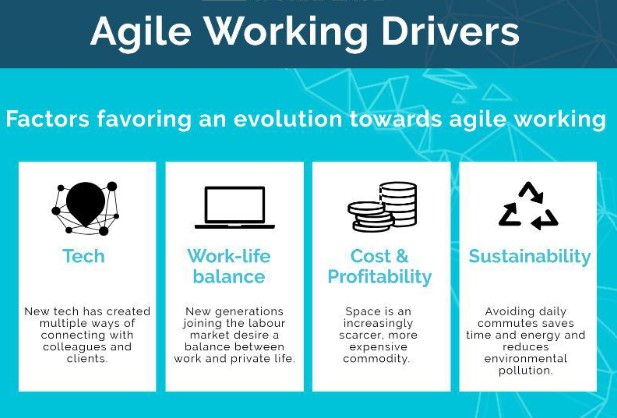 Agile Working Drivers
Factors favoring an evolution towards agile working
Tech
New tech has created
multiple ways of
connecting with
colleagues and
clients.
Work-life
balance
New generations
joining the labour
market desire a
balance between
work and private life.
Cost &
Profitability
Space is an
increasingly
scarcer, more
expensive
commodity.
Sustainability
Avoiding daily
commutes saves
time and energy and
reduces
environmental
pollution.